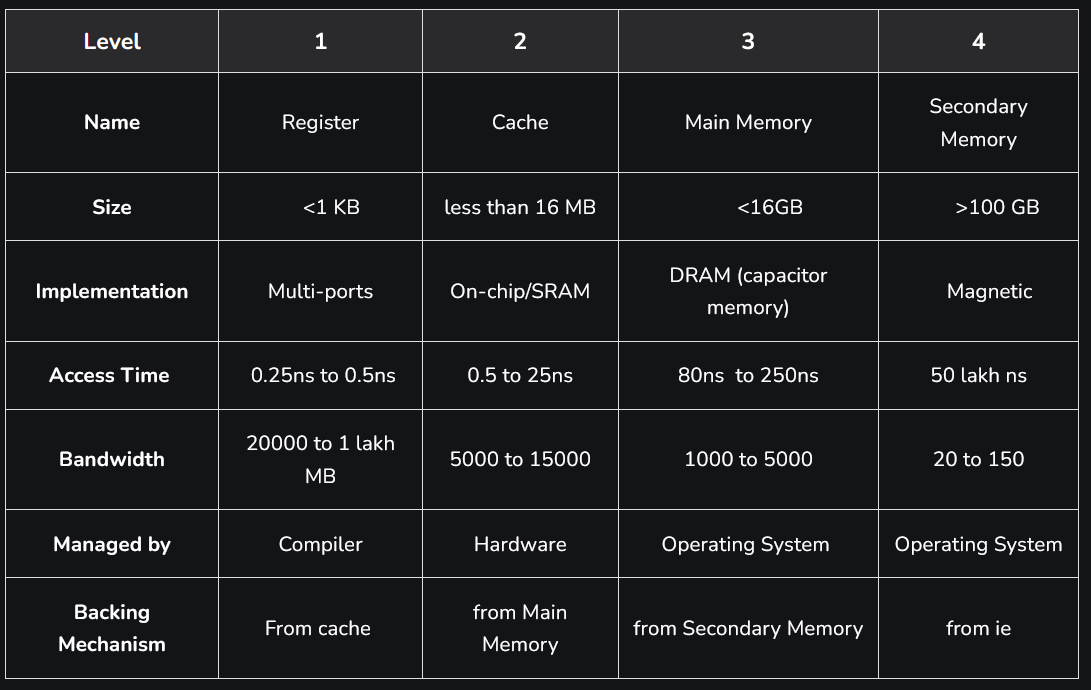 Level 1 2 3 4
Secondary
Name Register Cache Main Memory
Memory
Size <1 KB less than 16 MB <16GB >100 GB
DRAM (capacitor
Implementation Multi-ports On-chip/SRAM Magnetic
memory)
Access Time 0.25ns to 0.5ns 0.5 to 25ns 80ns to 250ns 50 lakh ns
20000 to 1 lakh
Bandwidth 5000 to 15000 1000 to 5000 20 to 150
MB
Managed by Compiler Hardware Operating System Operating System
Backing from Main
From cache from Secondary Memory from ie
Mechanism Memory